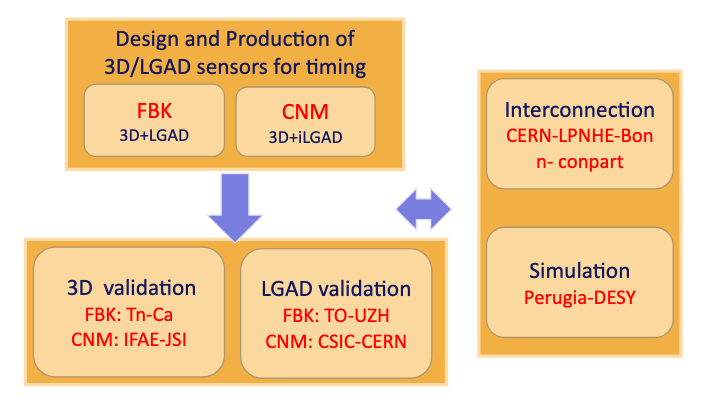 Design and Production of
3D/LGAD sensors for timing
FBK
3D+LGAD
CNM
3D+iLGAD
Interconnection
CERN-LPNHE-Bon
n- conpart
Simulation
Perugia-DESY
3D  validation
FBK: Tn-Ca
CNM: IFAE-JSI
LGAD validation
FBK: TO-UZH
CNM: CSIC-CERN